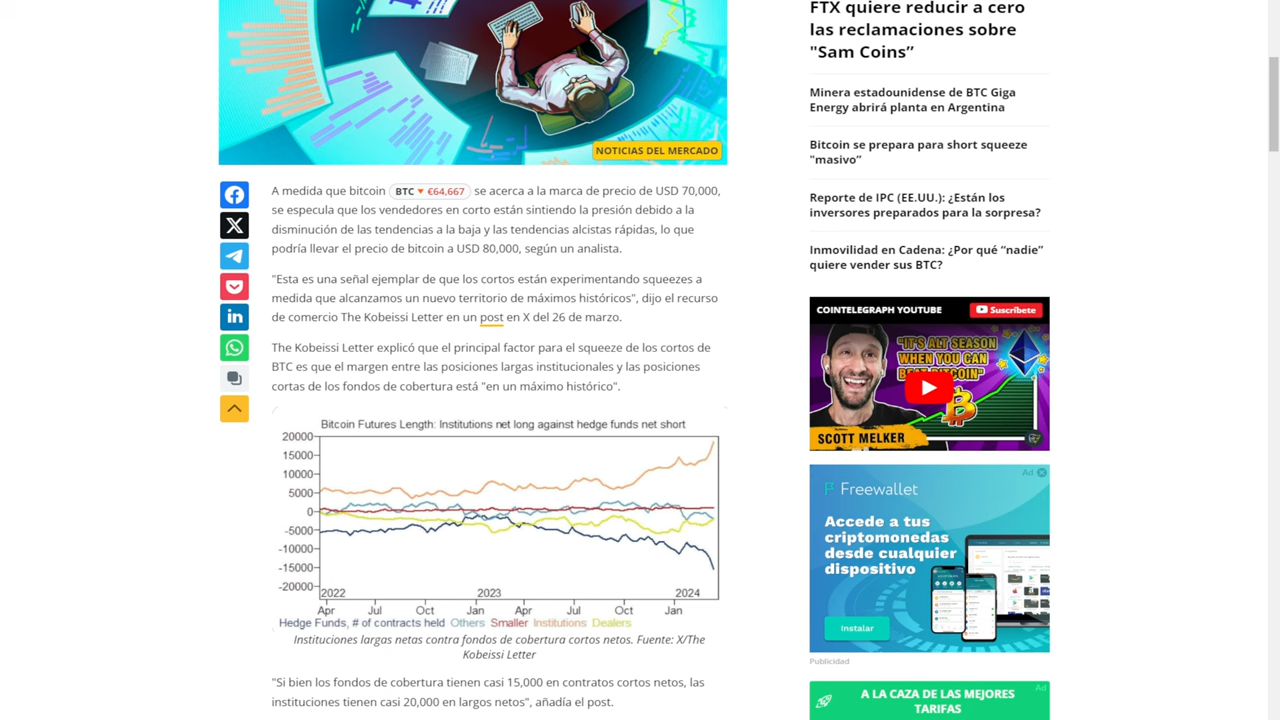 NOTICIAS DEL MERCADO
A medida que bitcoin BTC ▼ €64,667 se acerca a la marca de precio de USD 70,000,
se especula que los vendedores en corto están sintiendo la presión debido a la
disminución de las tendencias a la baja y las tendencias alcistas rápidas, lo que
podría llevar el precio de bitcoin a USD 80,000, según un analista.
"Esta es una señal ejemplar de que los cortos están experimentando squeezes a
medida que alcanzamos un nuevo territorio de máximos históricos", dijo el recurso
de comercio The Kobeissi Letter en un post en X del 26 de marzo.
The Kobeissi Letter explicó que el principal factor para el squeeze de los cortos de
BTC es que el margen entre las posiciones largas institucionales y las posiciones
cortas de los fondos de cobertura está "en un máximo histórico".
Bitcoin Futures Length: Institutions net long against hedge funds net short
20000
15000
10000
5000
0
-5000
-10000
-15000
-20000
2022 2023 2024
Apr Jul Oct Jan Apr Jul Oct Jan
Hedge Funds, # of contracts held Others Smaller Institutions Dealers
Instituciones largas netas contra fondos de cobertura cortos netos. Fuente: X/The
Kobeissi Letter
"Si bien los fondos de cobertura tienen casi 15,000 en contratos cortos netos, las
instituciones tienen casi 20,000 en largos netos", añadía el post.
FTX quiere reducir a cero
las reclamaciones sobre
"Sam Coins”
Minera estadounidense de BTC Giga
Energy abrirá planta en Argentina
Bitcoin se prepara para short squeeze
"masivo”
Reporte de IPC (EE.UU.): ¿Están los
inversores preparados para la sorpresa?
Inmovilidad en Cadena: ¿Por qué “nadie”
quiere vender sus BTC?
COINTELEGRAPH YOUTUBE
Suscríbete
"IT'S ALT SEASON
WHEN YOU CAN
BEAT BITCOIN"
SCOTT MELKER
Ad
Freewallet
Accede a tus
criptomonedas
desde cualquier
dispositivo
Instalar
Publicidad
Ad
A LA CAZA DE LAS MEJORES
TARIFAS